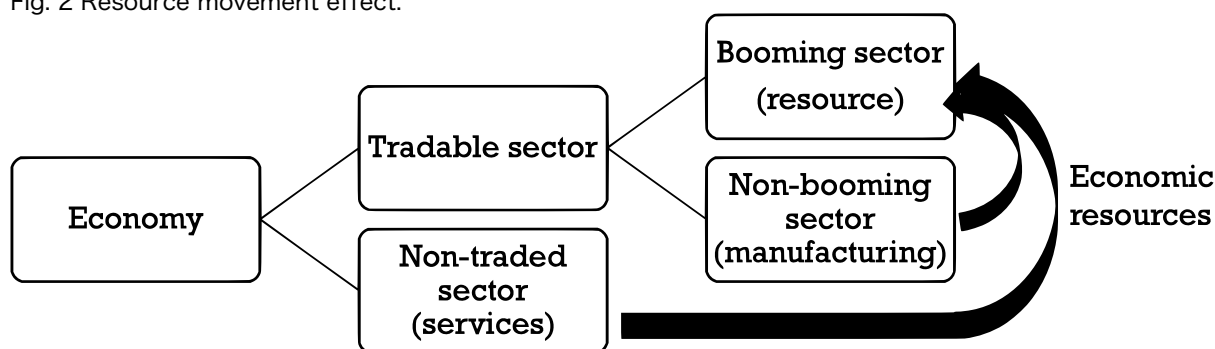 Fig. 2 Resource movement effect.
Booming sector
(resource)
Tradable sector
Non-booming
sector
(manufacturing)
Economic
resources
Economy
Non-traded
sector
(services)